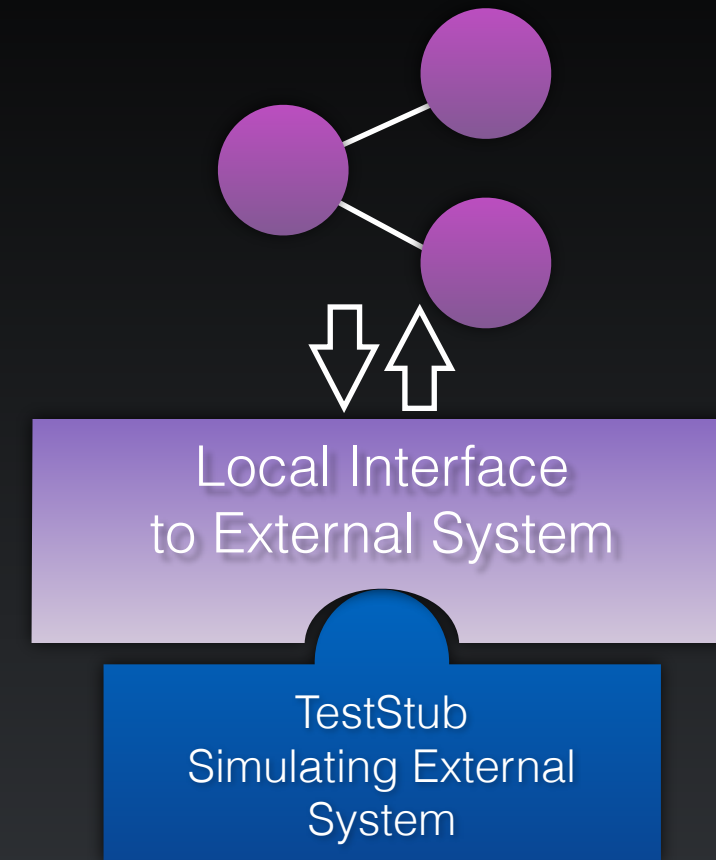 Local Interface
to External System
TestStub
Simulating External
System